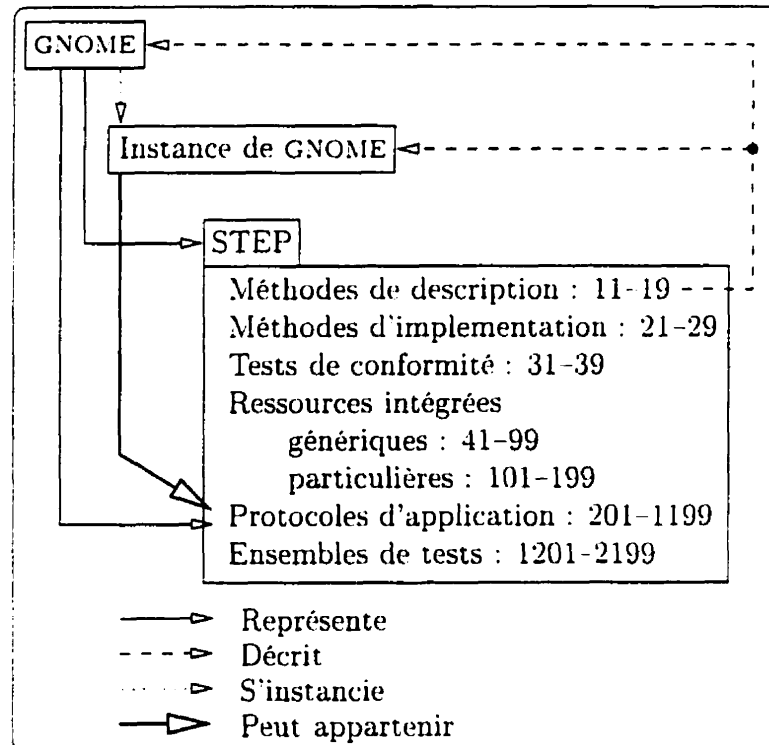 GNOME
Instance de GNOME
STEP
Méthodes de description : 11-19
Méthodes d'implementation : 21-29
Tests de conformité : 31-39
Ressources intégrées
génériques : 41-99
particulières : 101-199
Protocoles d'application : 201-1199
Ensembles de tests : 1201-2199
Représente
Décrit
S'instancie
Peut appartenir